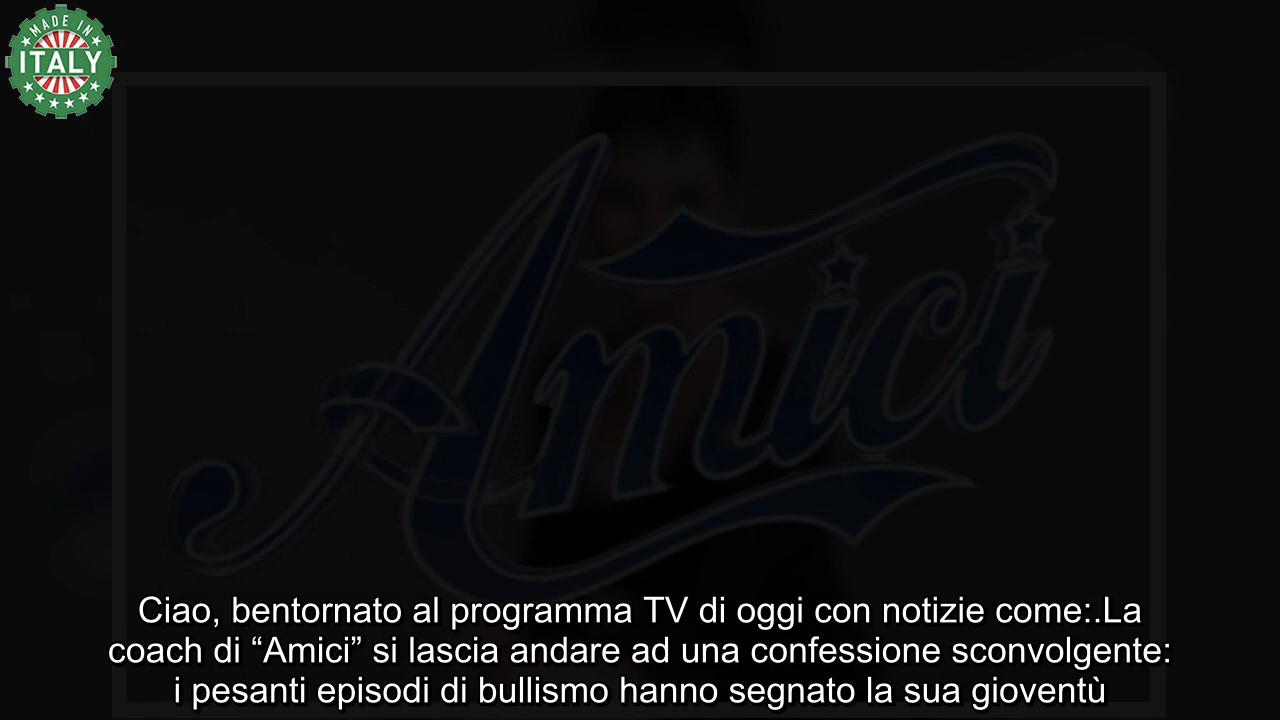 MADE IN
ITALY
Amici
Ciao, bentornato al programma TV di oggi con notizie come:.La
coach di “Amici” si lascia andare ad una confessione sconvolgente:
i pesanti episodi di bullismo hanno segnato la sua gioventù